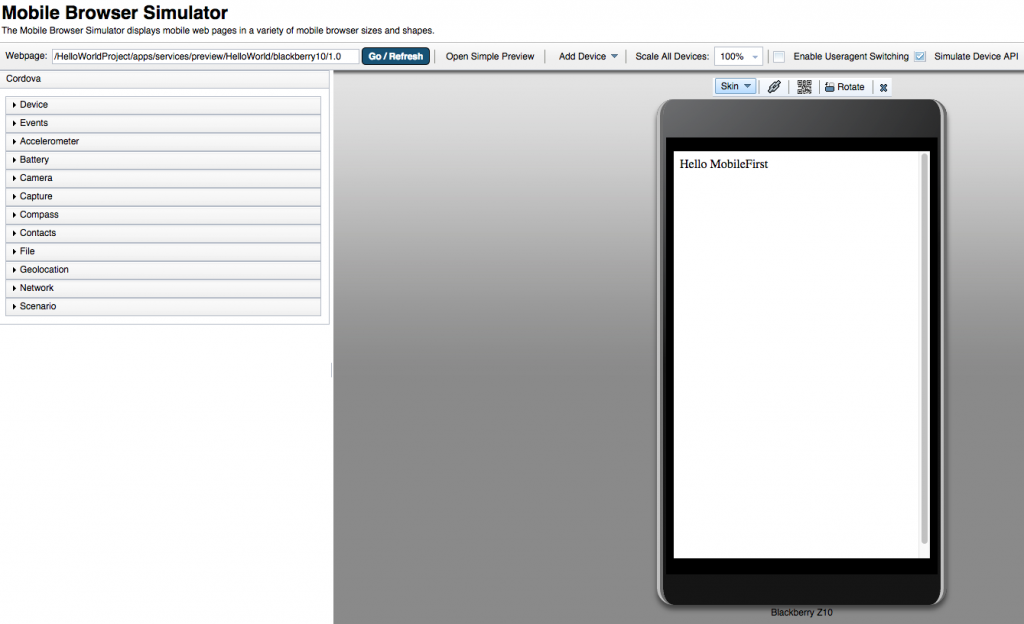 Mobile Browser Simulator
The Mobile Browser Simulator displays mobile web pages in a variety of mobile browser sizes and shapes.
Webpage: /HelloWorldProject/apps/services/preview/HelloWorld/blackberry10/1.0 Go / Refresh Open Simple Preview Add Device Scale All Devices: 100% Enable Useragent Switching Simulate Device API
Cordova
Skin Rotate
Device
Events
Accelerometer
Battery
Camera
Capture
Compass
Contacts
File
Geolocation
Network
Scenario
Hello MobileFirst
Blackberry Z10